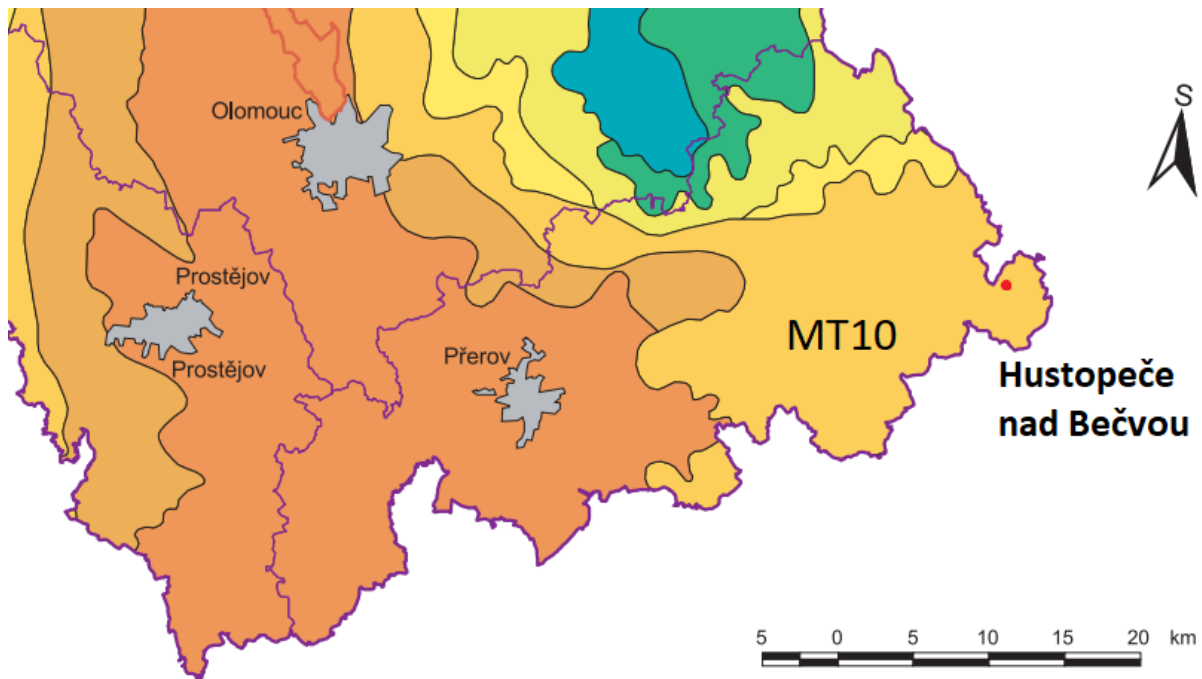 Olomouc
S
Prostějov
Prostějov
Přerov
MT10
Hustopeče
nad Bečvou
5 0 5 10 15 20 km